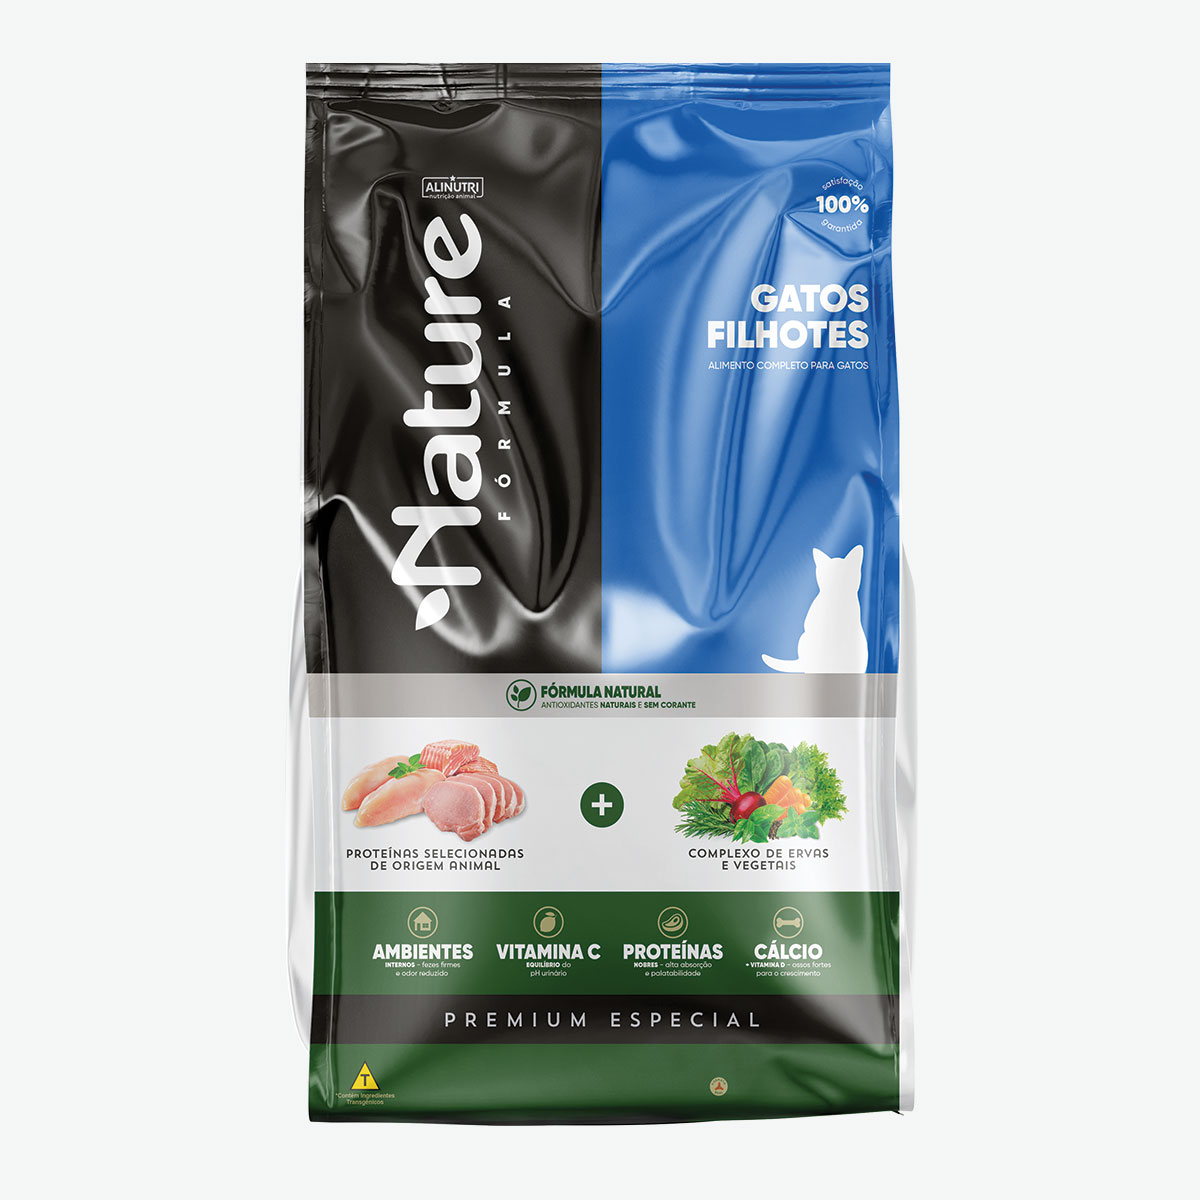 ALINUTRI
nutrição animal
Nature
FÓRMULA
satisfação
100%
garantida
GATOS
FILHOTES
ALIMENTO COMPLETO PARA GATOS
FÓRMULA NATURAL
ANTIOXIDANTES NATURAIS E SEM CORANTE
PROTEÍNAS SELECIONADAS
DE ORIGEM ANIMAL
+
COMPLEXO DE ERVAS
E VEGETAIS
AMBIENTES
INTERNOS - fezes firmes
e odor reduzido
VITAMINA C
EQUILÍBRIO do
pH urinário
PROTEÍNAS
NOBRES - alta absorção
e palatabilidade
CÁLCIO
+ VITAMINA D - ossos fortes
para o crescimento
PREMIUM ESPECIAL
T
*Contém Ingredientes
Transgênicos